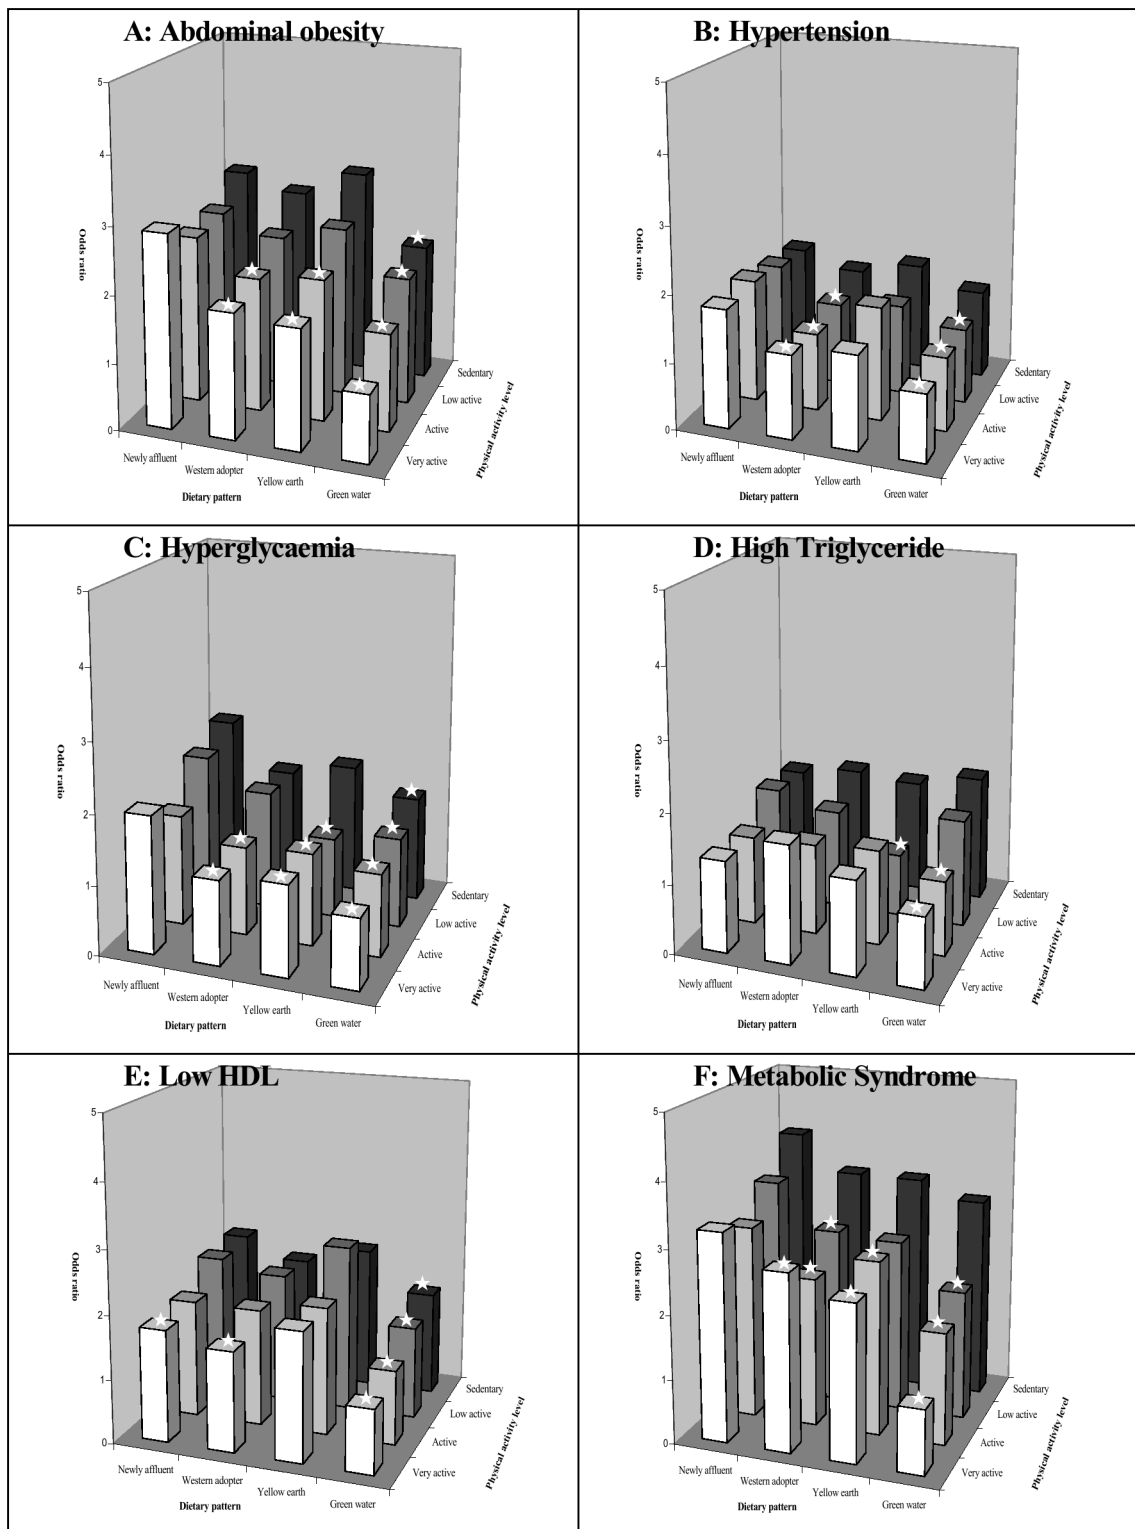 A: Abdominal obesity
5
4
3
2
1
0
Odds ratio
Newly affluent
Western adopter
Yellow earth
Green water
Dietary pattern
Very active
Active
Low active
Sedentary
Physical activity level
B: Hypertension
5
4
3
2
1
0
Odds ratio
Newly affluent
Western adopter
Yellow earth
Green water
Dietary pattern
Very active
Active
Low active
Sedentary
Physical activity level
C: Hyperglycaemia
5
4
3
2
1
0
Odds ratio
Newly affluent
Western adopter
Yellow earth
Green water
Dietary pattern
Very active
Active
Low active
Sedentary
Physical activity level
D: High Triglyceride
5
4
3
2
1
0
Odds ratio
Newly affluent
Western adopter
Yellow earth
Green water
Dietary pattern
Very active
Active
Low active
Sedentary
Physical activity level
E: Low HDL
5
4
3
2
1
0
Odds ratio
Newly affluent
Western adopter
Yellow earth
Green water
Dietary pattern
Very active
Active
Low active
Sedentary
Physical activity level
F: Metabolic Syndrome
5
4
3
2
1
0
Odds ratio
Newly affluent
Western adopter
Yellow earth
Green water
Dietary pattern
Very active
Active
Low active
Sedentary
Physical activity level